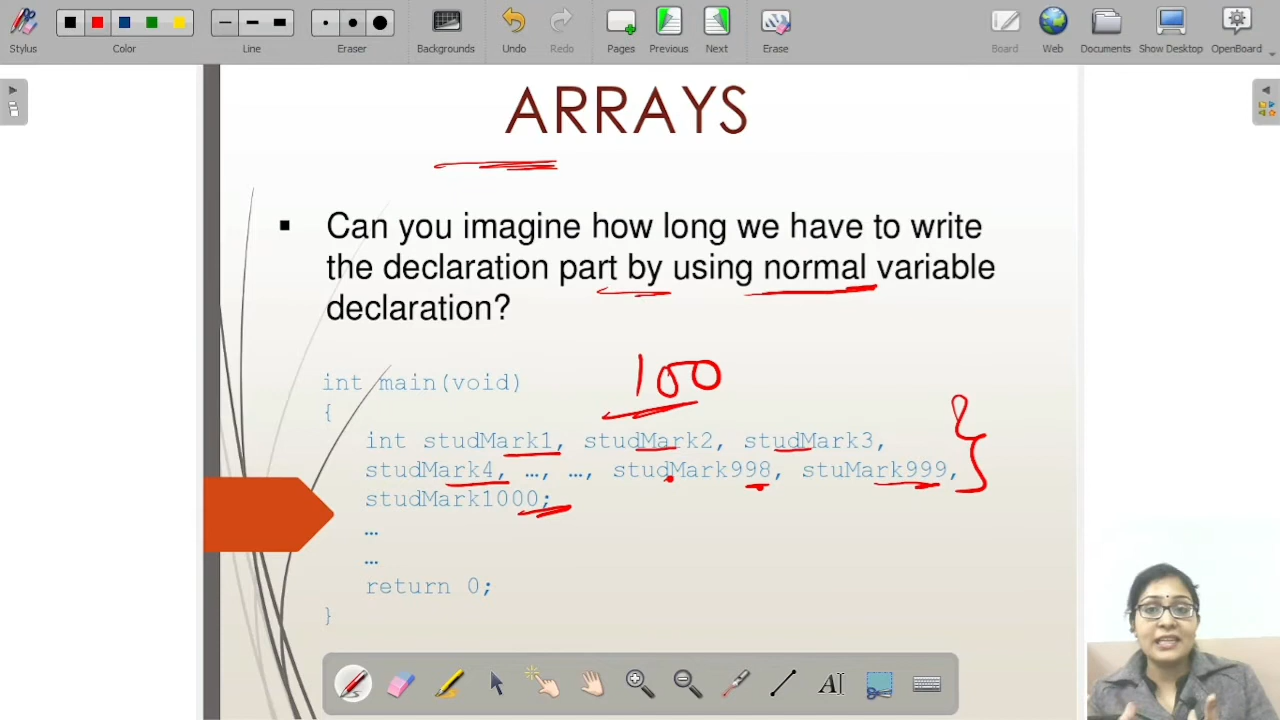 Stylus
Color
Line
Eraser
Backgrounds
Undo
Redo
Pages
Previous
Next
Erase
Board
Web
Documents
Show Desktop
OpenBoard
ARRAYS
Can you imagine how long we have to write
the declaration part by using normal variable
declaration?
100
int main(void)
{
int studMark1, studMark2, studMark3,
studMark4, …, …, studMark998, stuMark999,
studMark1000;
…
…
return 0;
}